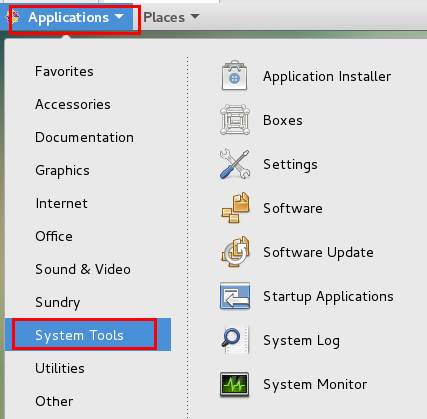 Applications Places
Favorites
Accessories
Documentation
Graphics
Internet
Office
Sound & Video
Sundry
System Tools
Utilities
Other
Application Installer
Boxes
Settings
Software
Software Update
Startup Applications
System Log
System Monitor